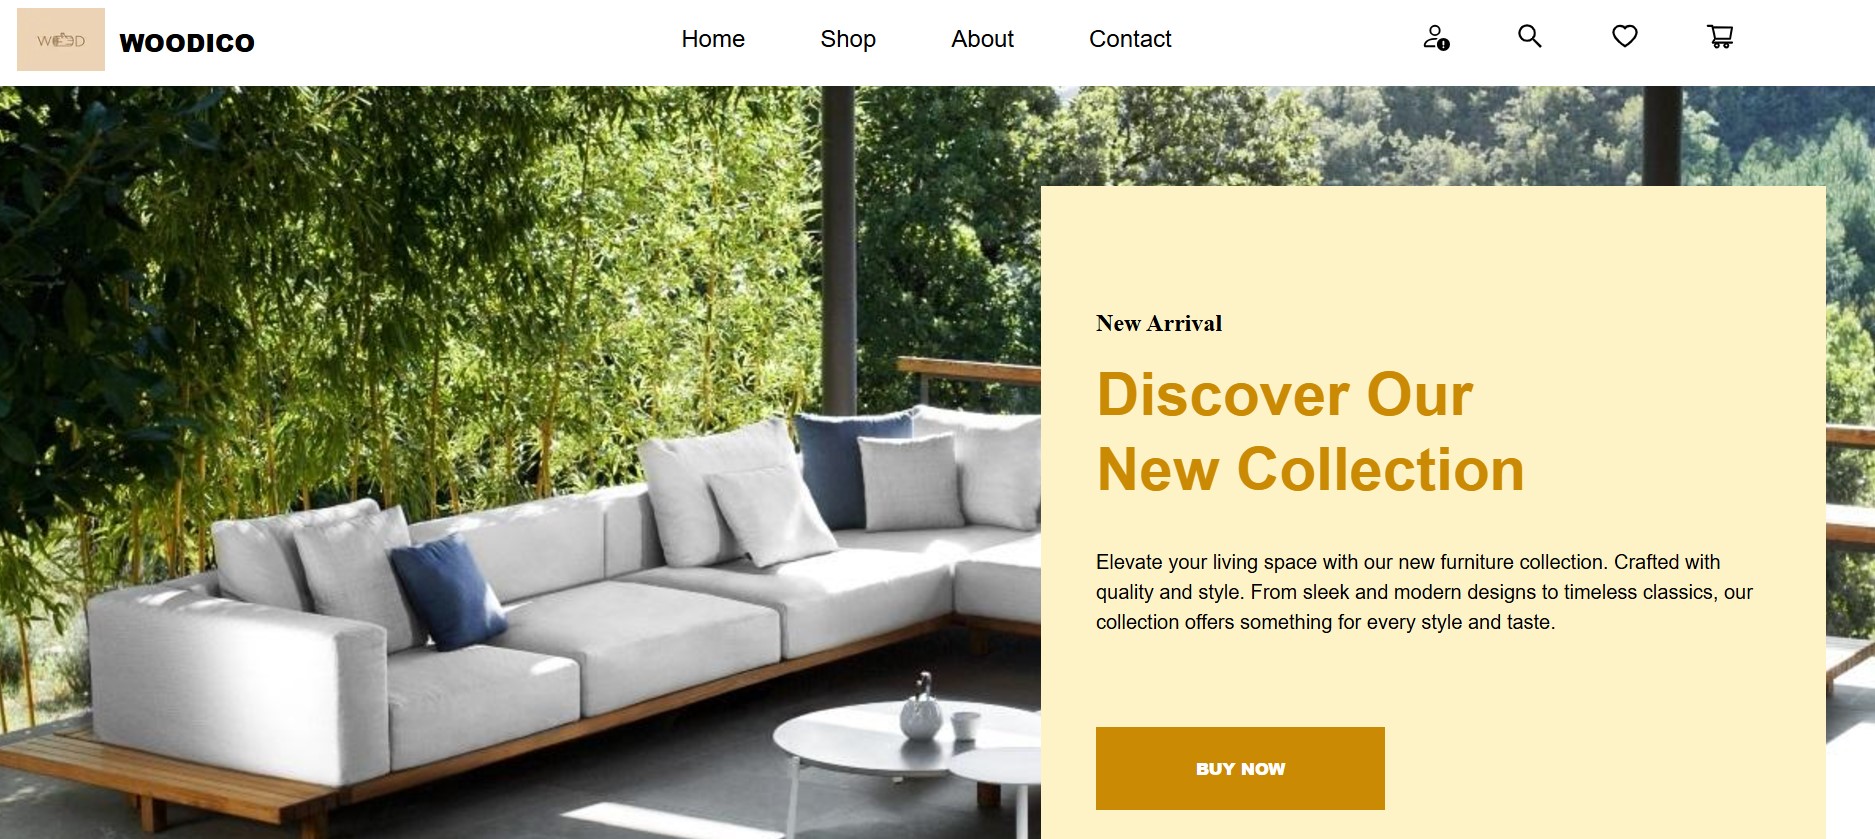 WOODICO
Home
Shop
About
Contact
New Arrival
Discover Our
New Collection
Elevate your living space with our new furniture collection. Crafted with
quality and style. From sleek and modern designs to timeless classics, our
collection offers something for every style and taste.
BUY NOW